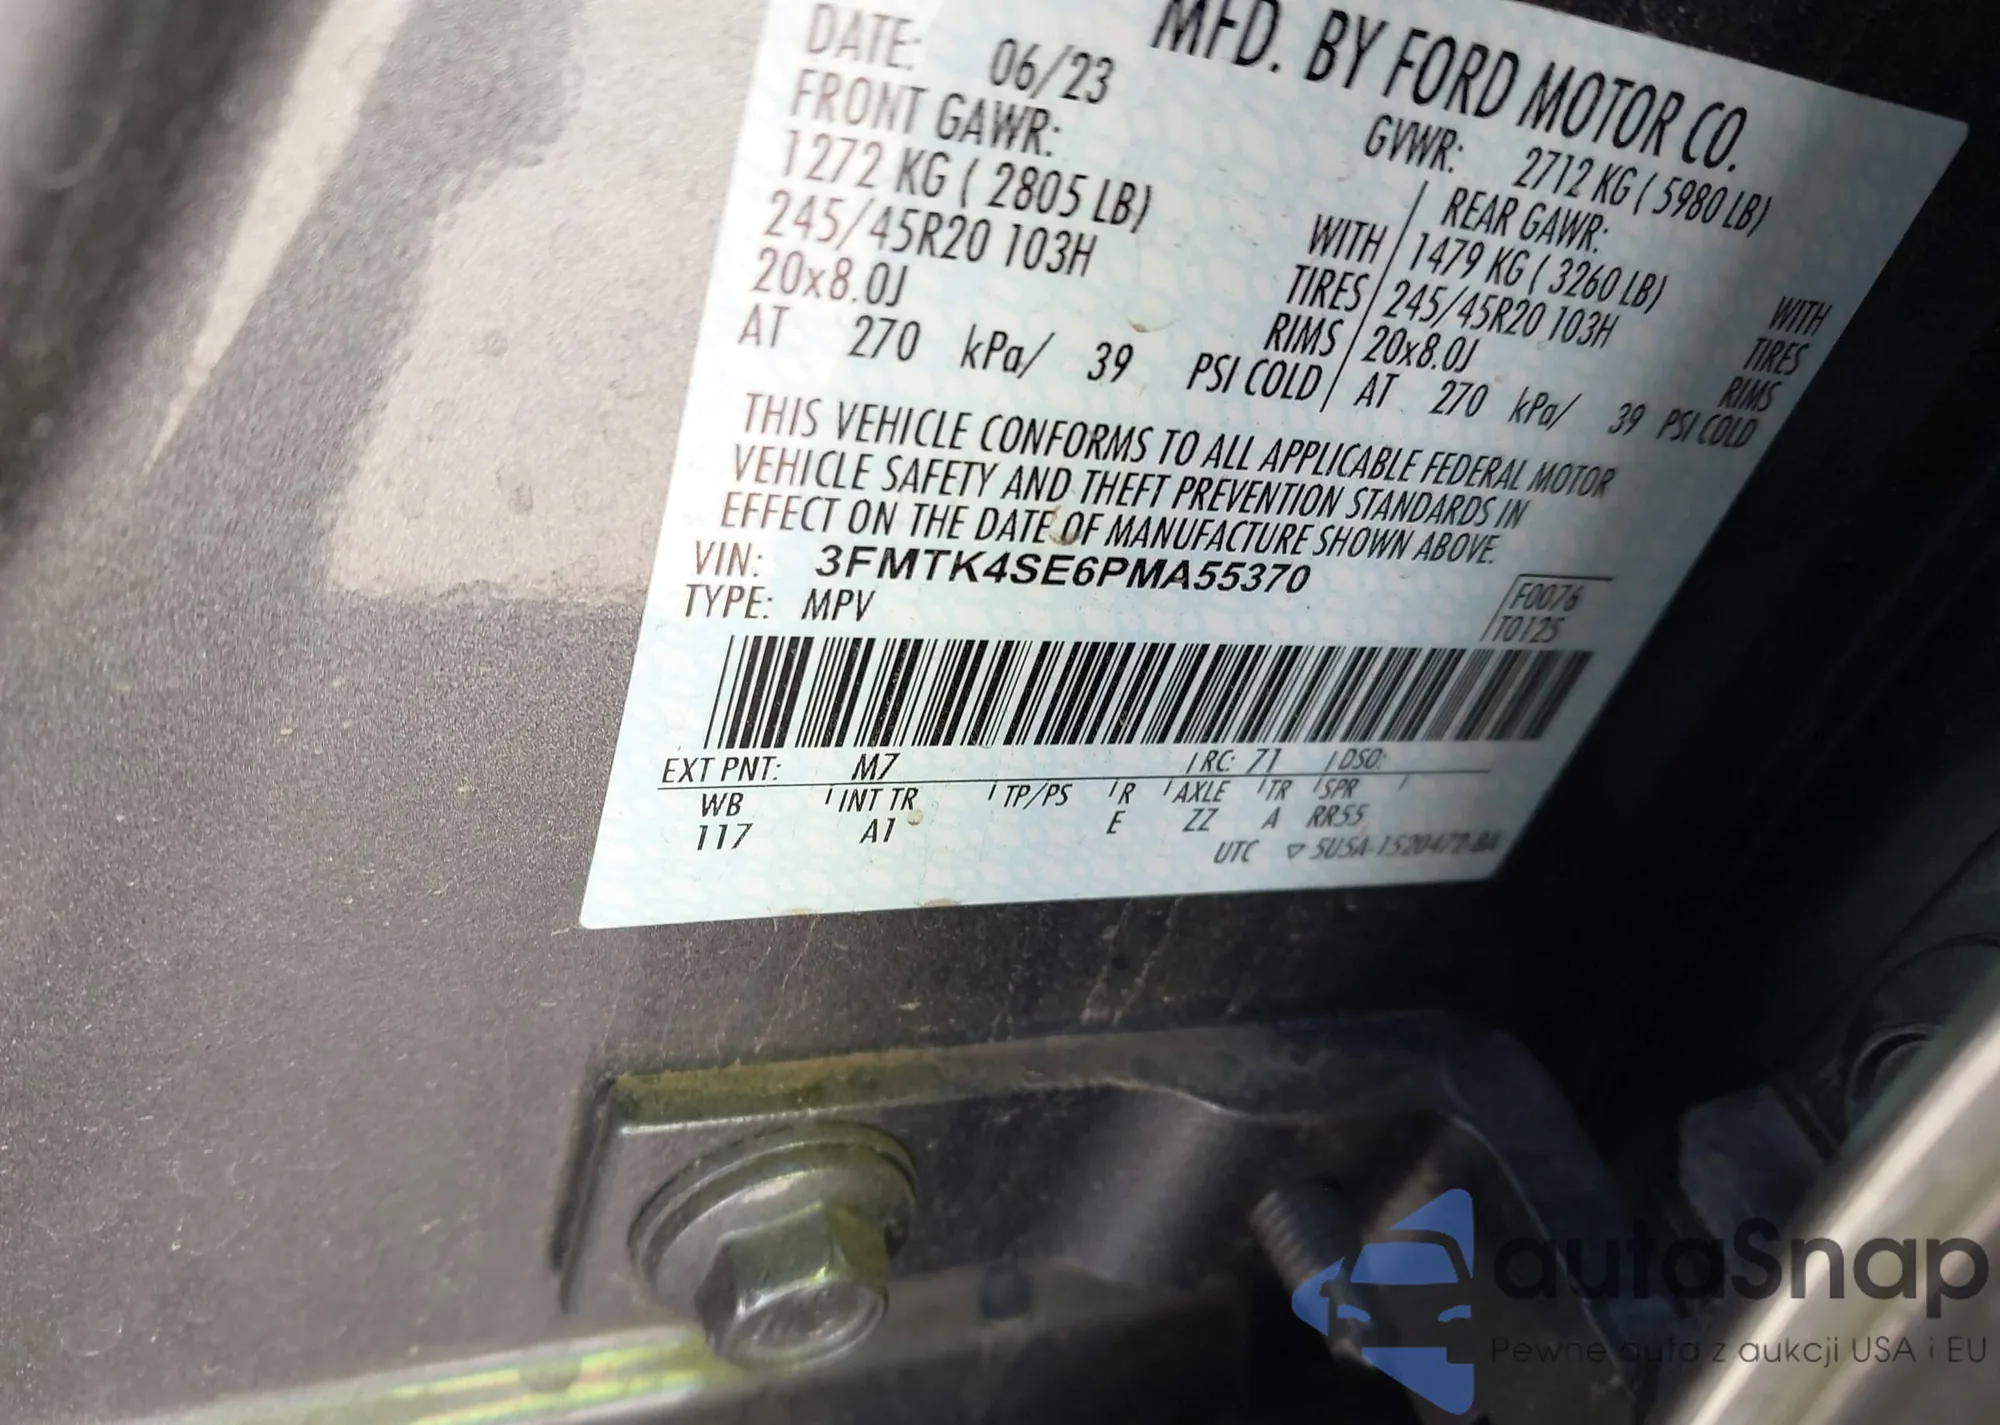 MFD. BY FORD MOTOR CO.
DATE: 06/23
GVWR: 2712 KG ( 5980 LB)
FRONT GAWR:
REAR GAWR:
1272 KG ( 2805 LB) WITH
1479 KG ( 3260 LB) WITH
245/45R20 103H TIRES
245/45R20 103H TIRES
20x8.0J RIMS
20x8.0J RIMS
AT 270 kPa/ 39 PSI COLD
AT 270 kPa/ 39 PSI COLD
THIS VEHICLE CONFORMS TO ALL APPLICABLE FEDERAL MOTOR
VEHICLE SAFETY AND THEFT PREVENTION STANDARDS IN
EFFECT ON THE DATE OF MANUFACTURE SHOWN ABOVE.
VIN: 3FMTK4SE6PMA55370
TYPE: MPV
F0076
T0125
EXT PNT: M7 RC: 71 DSO:
WB INT TR TP/PS R AXLE TR SPR
117 A1 E ZZ A RR55
UTC SUSA-1520472-BA
autaSnap
Pewne auta z aukcji USA i EU